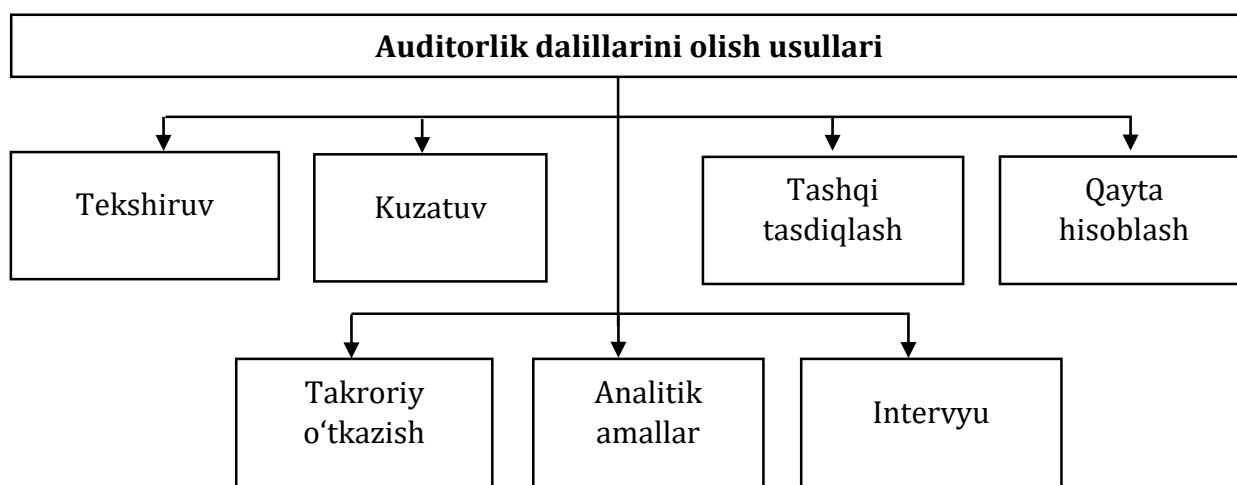 Auditorlik dalillarini olish usullari
Tekshiruv
Kuzatuv
Tashqi
tasdiqlash
Qayta
hisoblash
Takroriy
o‘tkazish
Analitik
amallar
Intervyu